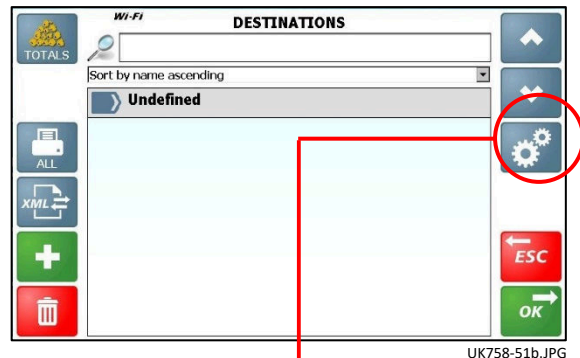 Wi-Fi
DESTINATIONS
TOTALS
Sort by name ascending
Undefined
ALL
XML
ESC
OK
UK758-51b.JPG